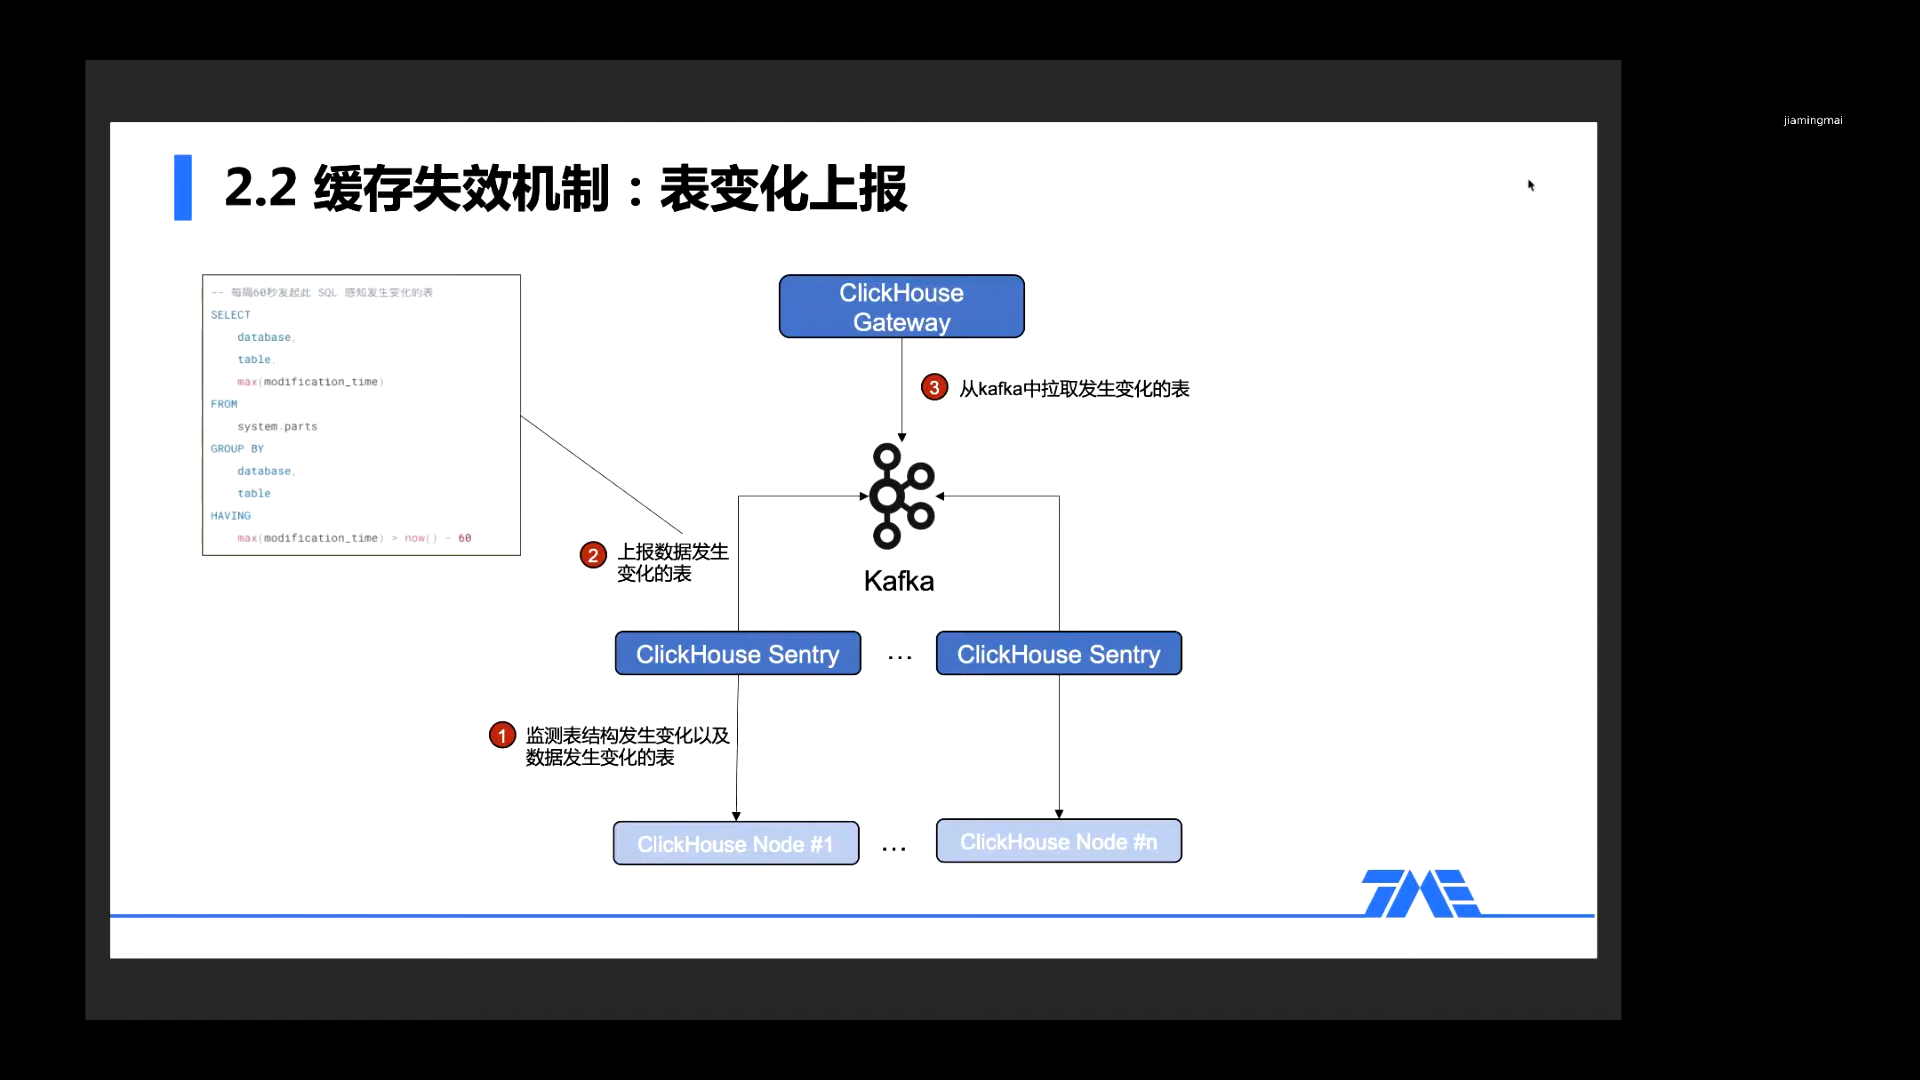 jiamingmai
2.2 缓存失效机制：表变化上报
-- 每隔60秒发起此 SQL 感知发生变化的表
SELECT
database,
table,
max(modification_time)
FROM
system.parts
GROUP BY
database,
table
HAVING
max(modification_time) > now() - 60
ClickHouse
Gateway
3 从kafka中拉取发生变化的表
Kafka
2 上报数据发生
变化的表
ClickHouse Sentry ... ClickHouse Sentry
1 监测表结构发生变化以及
数据发生变化的表
ClickHouse Node #1 ... ClickHouse Node #n
TME